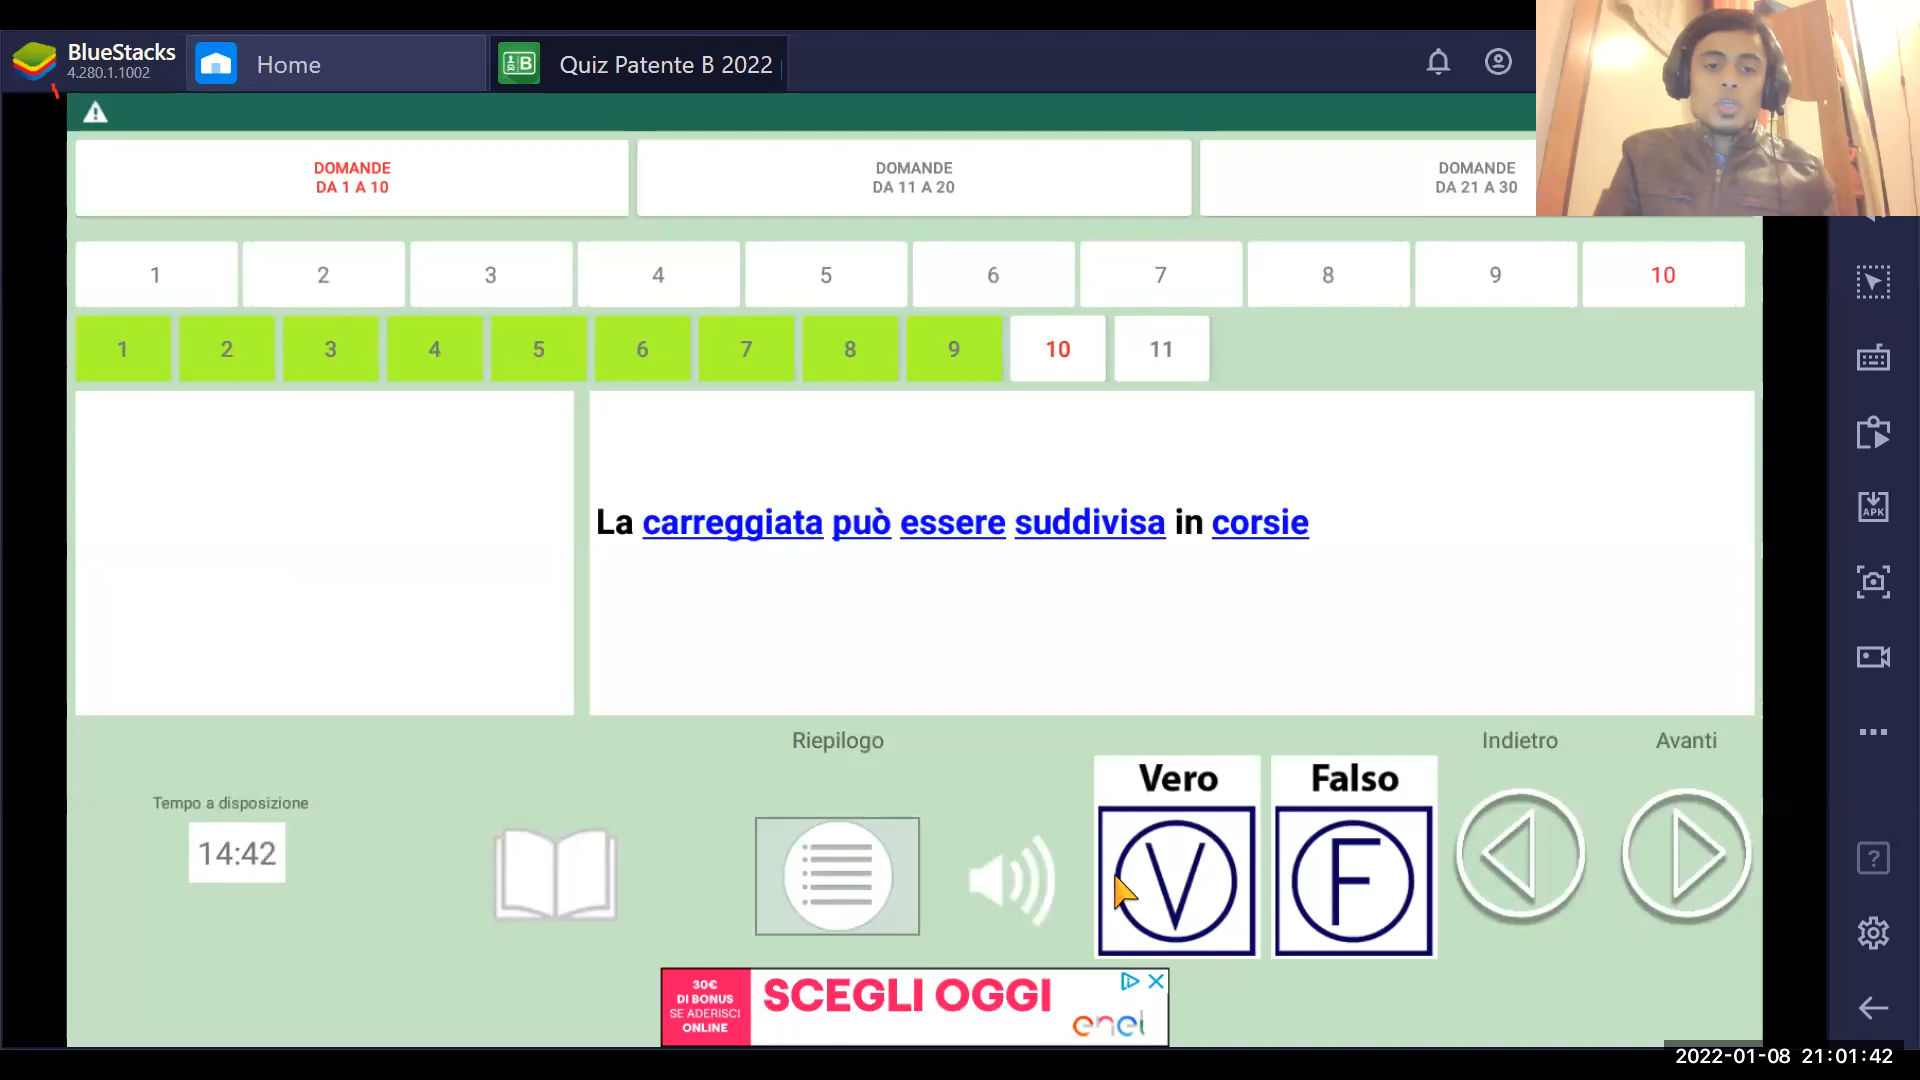 BlueStacks
4.280.1.1002
Home
B
Quiz Patente B 2022
DOMANDE
DA 1 A 10
DOMANDE
DA 11 A 20
DOMANDE
DA 21 A 30
1 2 3 4 5 6 7 8 9 10
1 2 3 4 5 6 7 8 9 10 11
La carreggiata può essere suddivisa in corsie
Riepilogo
Indietro
Avanti
Vero
Falso
V
F
Tempo a disposizione
14:42
APK
?
30€
DI BONUS
SE ADERISCI
ONLINE
SCEGLI OGGI
enel
2022-01-08 21:01:42